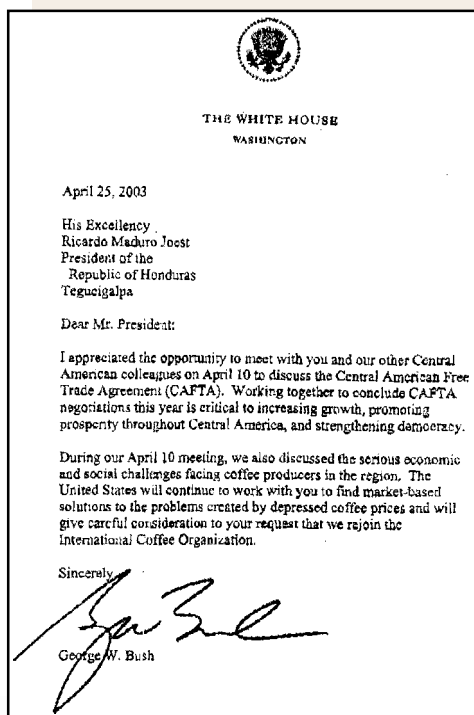 THE WHITE HOUSE
WASHINGTON
April 25, 2003
His Excellency
Ricardo Maduro Joest
President of the
Republic of Honduras
Tegucigalpa
Dear Mr. President:
I appreciated the opportunity to meet with you and our other Central
American colleagues on April 10 to discuss the Central American Free
Trade Agreement (CAFTA). Working together to conclude CAFTA
negotiations this year is critical to increasing growth, promoting
prosperity throughout Central America, and strengthening democracy.
During our April 10 meeting, we also discussed the serious economic
and social challenges facing coffee producers in the region. The
United States will continue to work with you to find market-based
solutions to the problems created by depressed coffee prices and will
give careful consideration to your request that we rejoin the
International Coffee Organization.
Sincerely,
George W. Bush